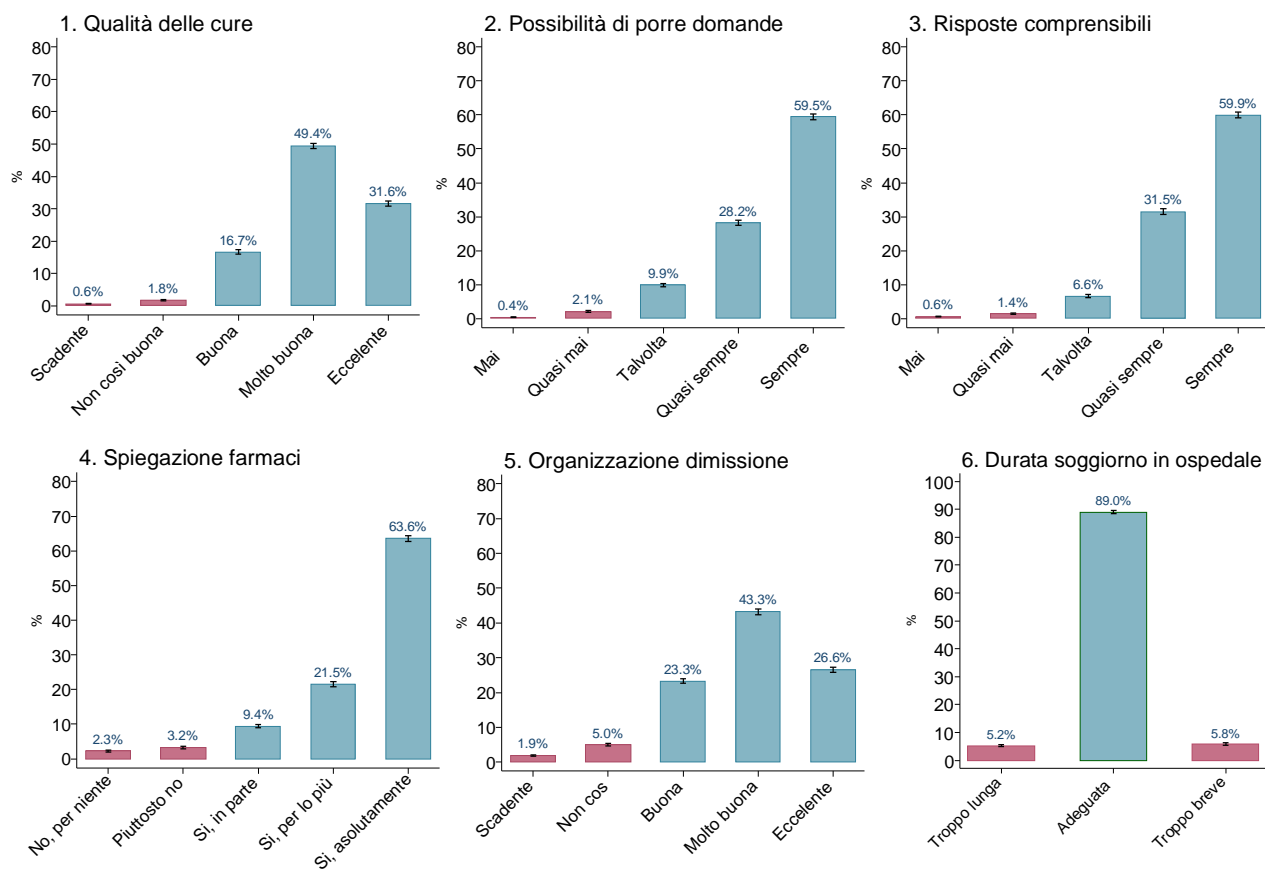 1. Qualità delle cure
80
70
60
50
40
30
20
10
0
%
0.6%
1.8%
16.7%
49.4%
31.6%
Scadente
Non così buona
Buona
Molto buona
Eccelente
2. Possibilità di porre domande
80
70
60
50
40
30
20
10
0
%
0.4%
2.1%
9.9%
28.2%
59.5%
Mai
Quasi mai
Talvolta
Quasi sempre
Sempre
3. Risposte comprensibili
80
70
60
50
40
30
20
10
0
%
0.6%
1.4%
6.6%
31.5%
59.9%
Mai
Quasi mai
Talvolta
Quasi sempre
Sempre
4. Spiegazione farmaci
80
70
60
50
40
30
20
10
0
%
2.3%
3.2%
9.4%
21.5%
63.6%
No, per niente
Piuttosto no
Si, in parte
Si, per lo più
Si, asolutamente
5. Organizzazione dimissione
80
70
60
50
40
30
20
10
0
%
1.9%
5.0%
23.3%
43.3%
26.6%
Scadente
Non cos
Buona
Molto buona
Eccelente
6. Durata soggiorno in ospedale
100
90
80
70
60
50
40
30
20
10
0
%
5.2%
89.0%
5.8%
Troppo lunga
Adeguata
Troppo breve